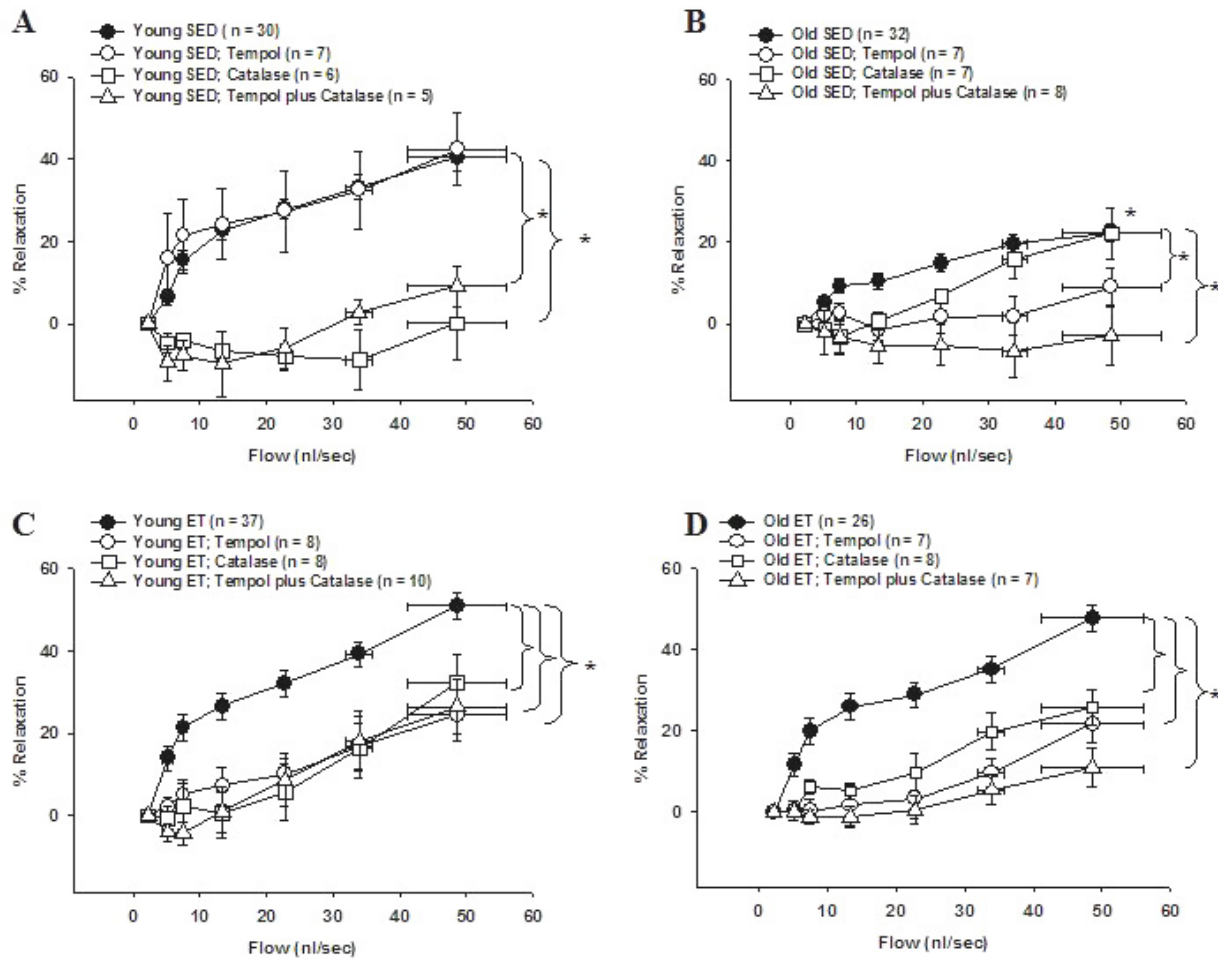 A
Young SED ( n = 30)
Young SED; Tempol (n = 7)
Young SED; Catalase (n = 6)
Young SED; Tempol plus Catalase (n = 5)
60
40
20
0
% Relaxation
*
*
0 10 20 30 40 50 60
Flow (nl/sec)
B
Old SED (n = 32)
Old SED; Tempol (n = 7)
Old SED; Catalase (n = 7)
Old SED; Tempol plus Catalase (n = 8)
60
40
20
0
% Relaxation
*
*
*
0 10 20 30 40 50 60
Flow (nl/sec)
C
Young ET (n = 37)
Young ET; Tempol (n = 8)
Young ET; Catalase (n = 8)
Young ET; Tempol plus Catalase (n = 10)
60
40
20
0
% Relaxation
*
0 10 20 30 40 50 60
Flow (nl/sec)
D
Old ET (n = 26)
Old ET; Tempol (n = 7)
Old ET; Catalase (n = 8)
Old ET; Tempol plus Catalase (n = 7)
60
40
20
0
% Relaxation
*
0 10 20 30 40 50 60
Flow (nl/sec)